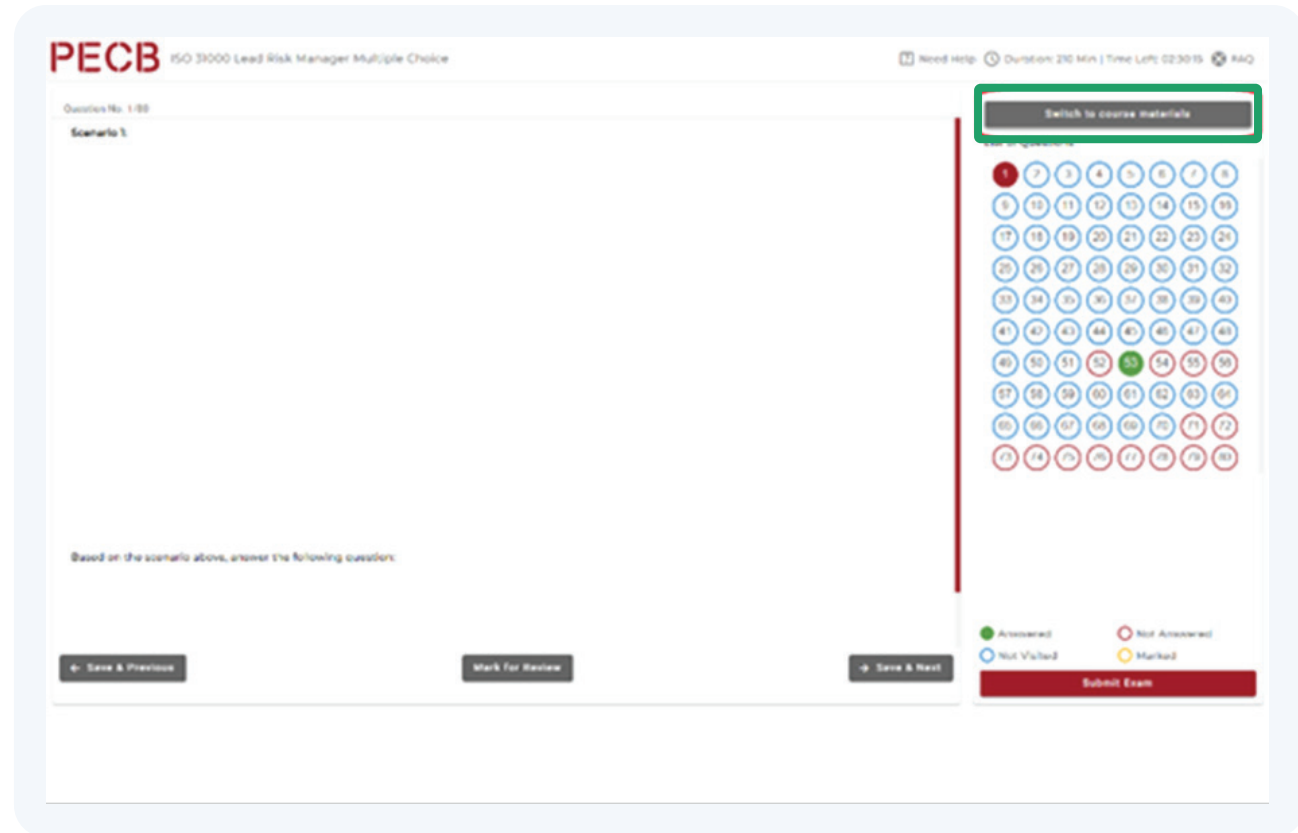 PECB ISO 31000 Lead Risk Manager Multiple Choice
Need Help Duration: 210 Min | Time Left: 02:30:15 FAQ
Question No. 1/80
Switch to course materials
Scenario 1:
List of Questions
1 2 3 4 5 6 7 8
9 10 11 12 13 14 15 16
17 18 19 20 21 22 23 24
25 26 27 28 29 30 31 32
33 34 35 36 37 38 39 40
41 42 43 44 45 46 47 48
49 50 51 52 53 54 55 56
57 58 59 60 61 62 63 64
65 66 67 68 69 70 71 72
73 74 75 76 77 78 79 80
Based on the scenario above, answer the following question:
Answered Not Answered
Not Visited Marked
← Save & Previous Mark for Review → Save & Next
Submit Exam